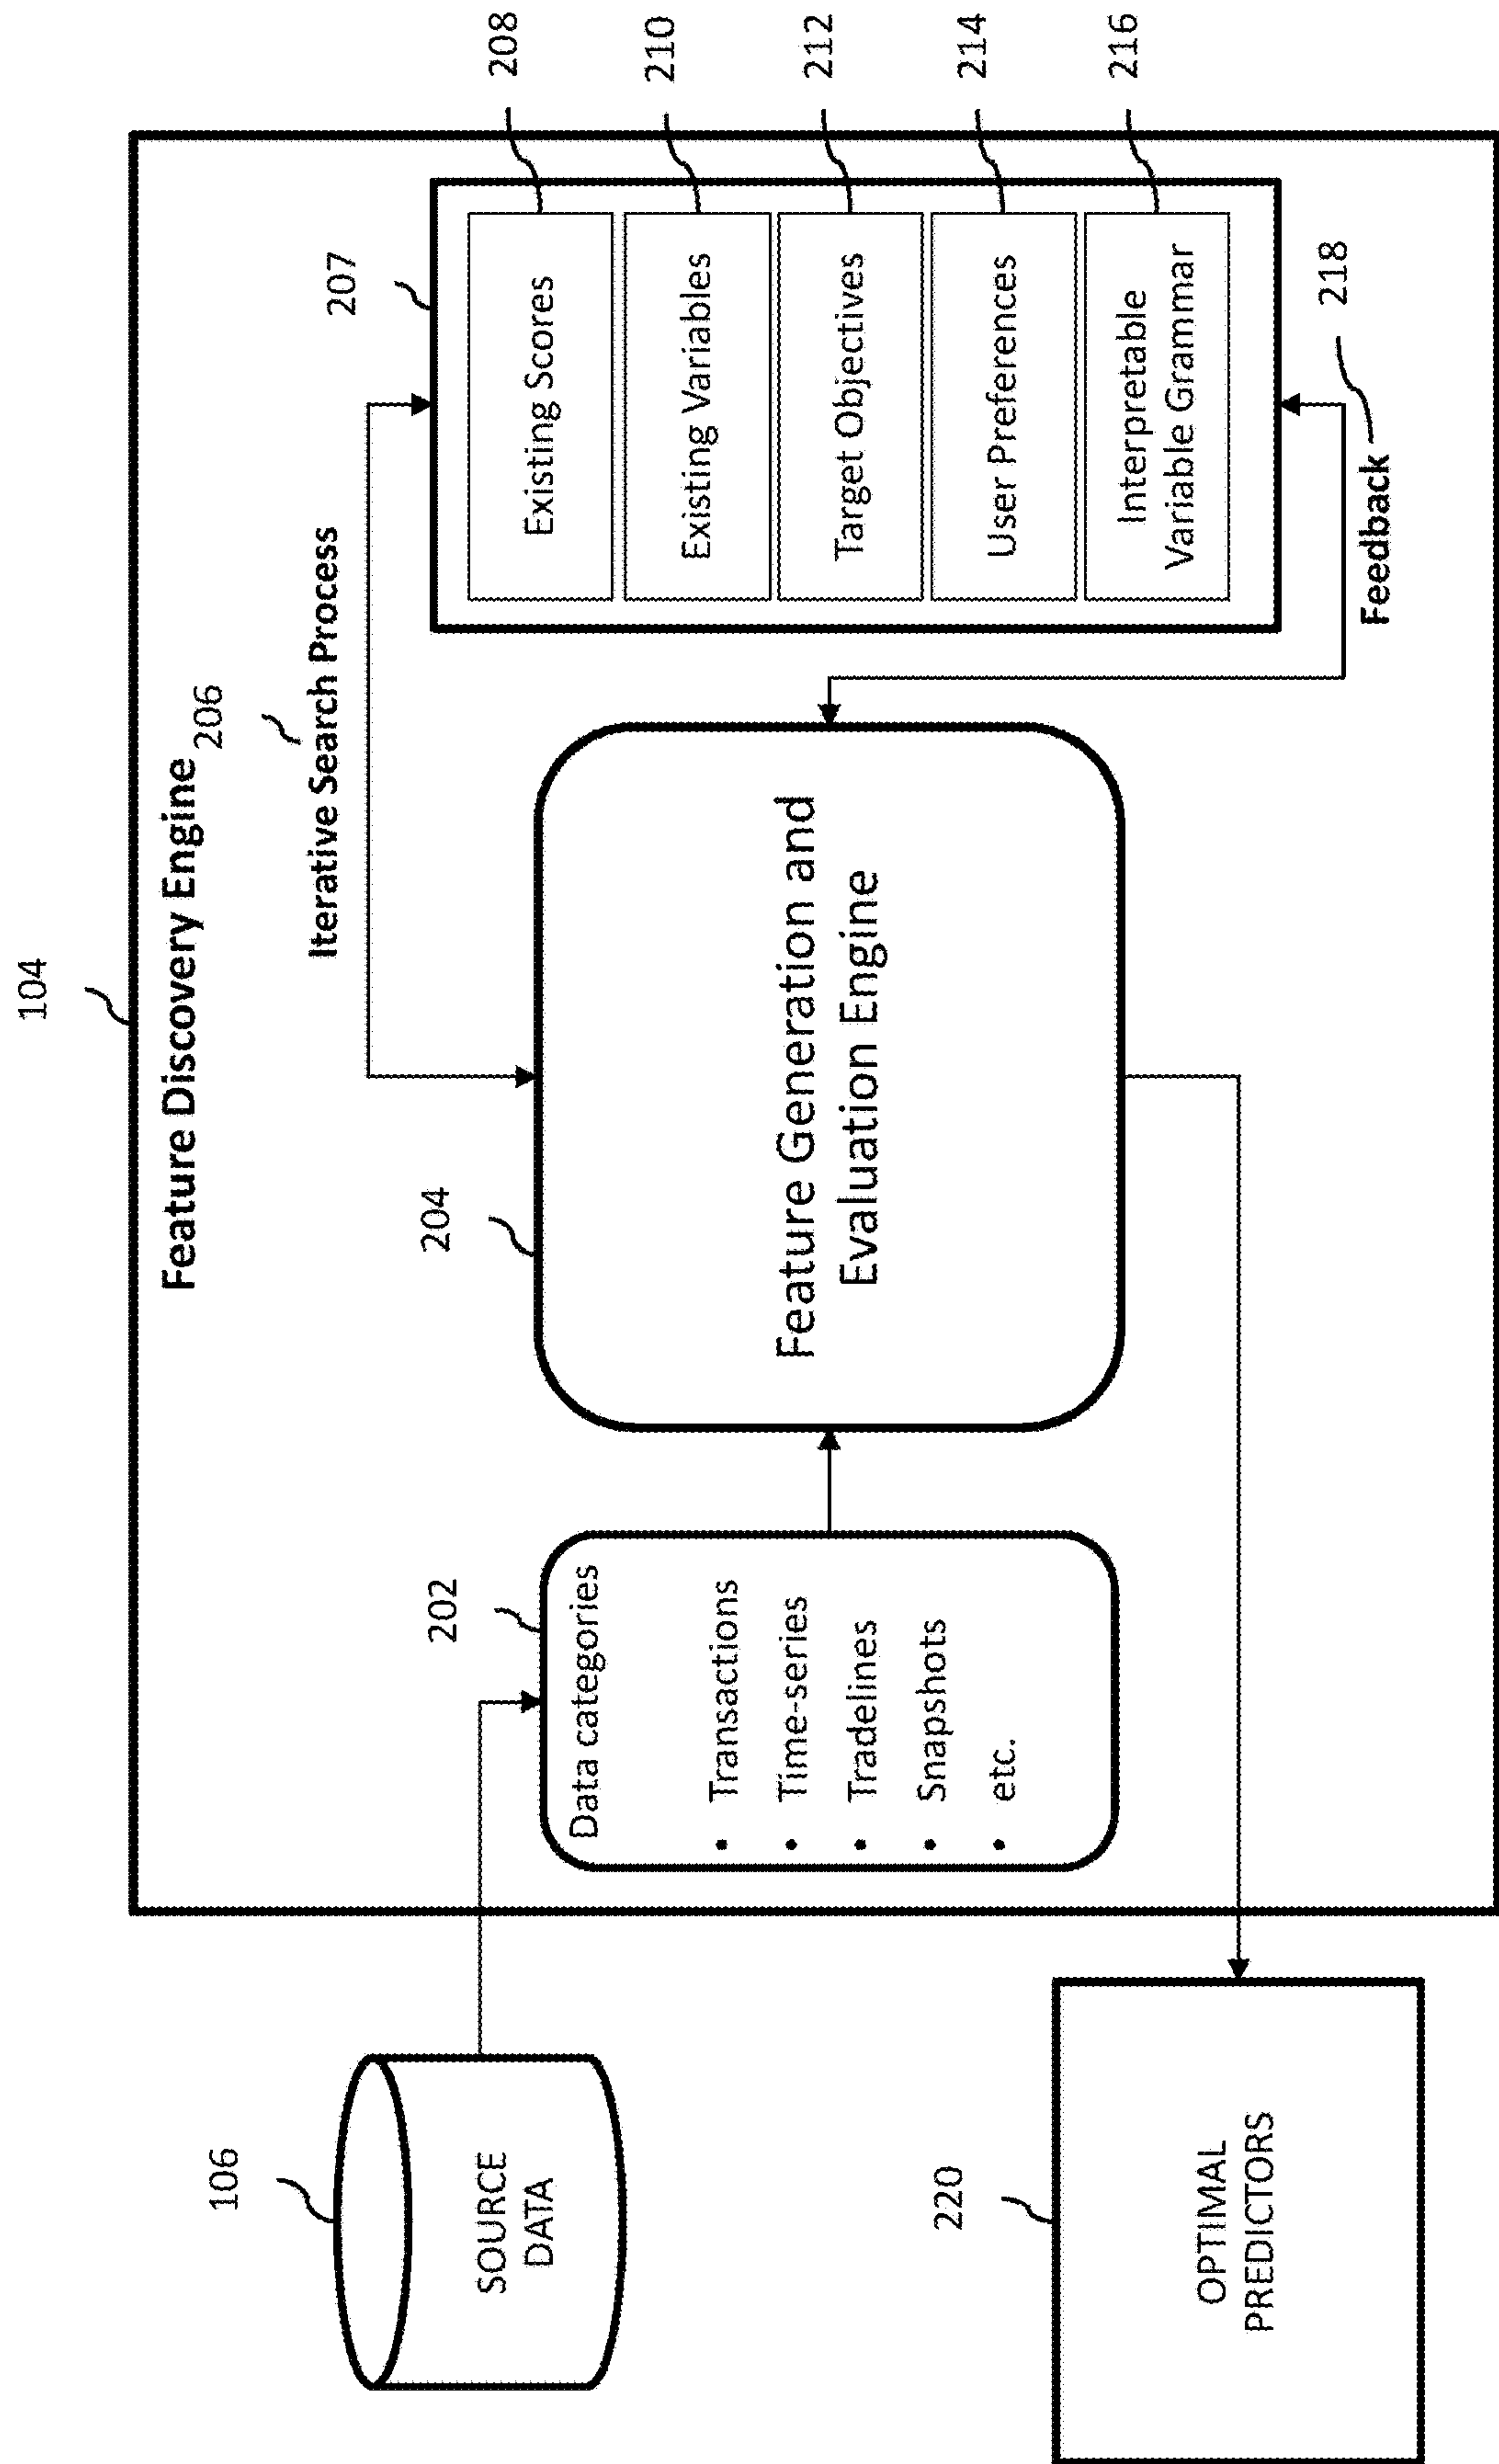 104
Feature Discovery Engine
206
Iterative Search Process
106
SOURCE
DATA
202
Data categories
• Transactions
• Time-series
• Tradelines
• Snapshots
• etc.
204
Feature Generation and
Evaluation Engine
207
Existing Scores
208
Existing Variables
210
Target Objectives
212
User Preferences
214
Interpretable
Variable Grammar
216
Feedback
218
220
OPTIMAL
PREDICTORS